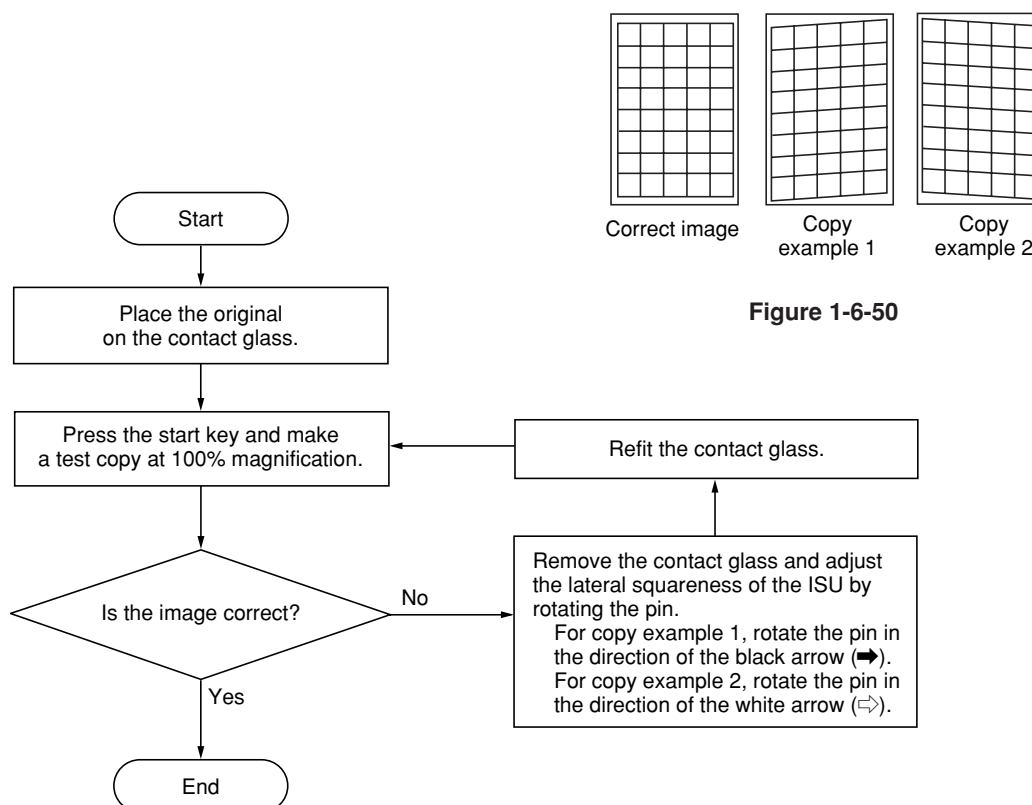 Correct image
Copy
example 1
Copy
example 2
Figure 1-6-50
Start
Place the original
on the contact glass.
Press the start key and make
a test copy at 100% magnification.
Refit the contact glass.
Is the image correct?
No
Yes
Remove the contact glass and adjust
the lateral squareness of the ISU by
rotating the pin.
For copy example 1, rotate the pin in
the direction of the black arrow (➡).
For copy example 2, rotate the pin in
the direction of the white arrow (⇨).
End